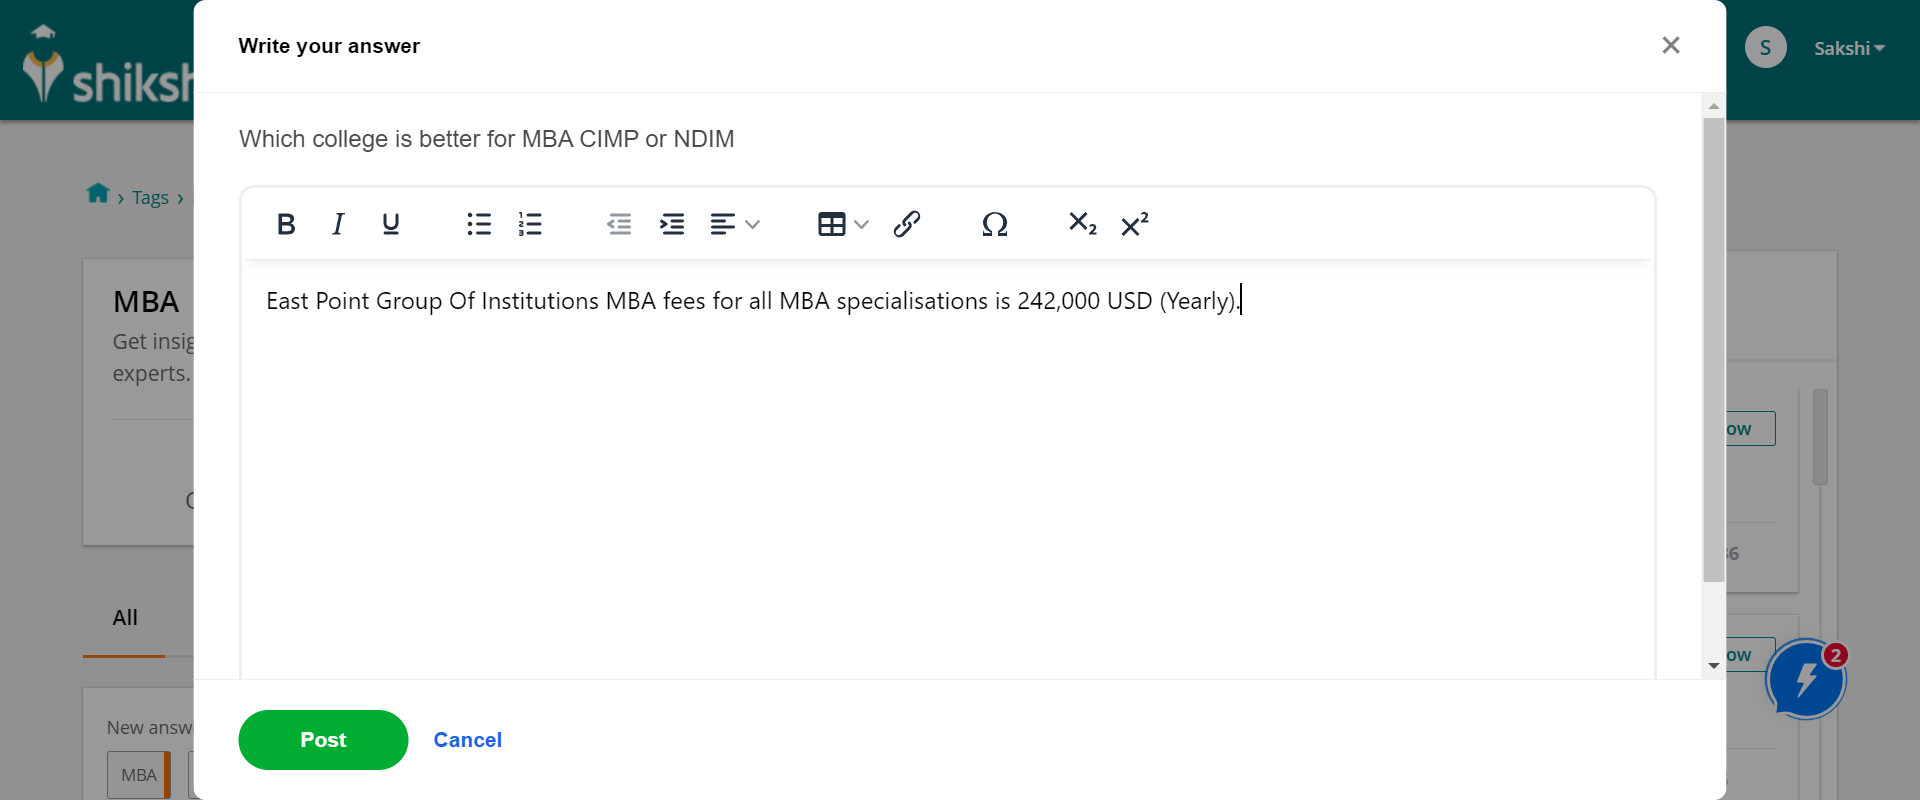 shiksh
Write your answer
S
Sakshi
Which college is better for MBA CIMP or NDIM
› Tags ›
East Point Group Of Institutions MBA fees for all MBA specialisations is 242,000 USD (Yearly).
MBA
Get insig
experts.
ow
36
All
ow
2
New answ
MBA
Post
Cancel